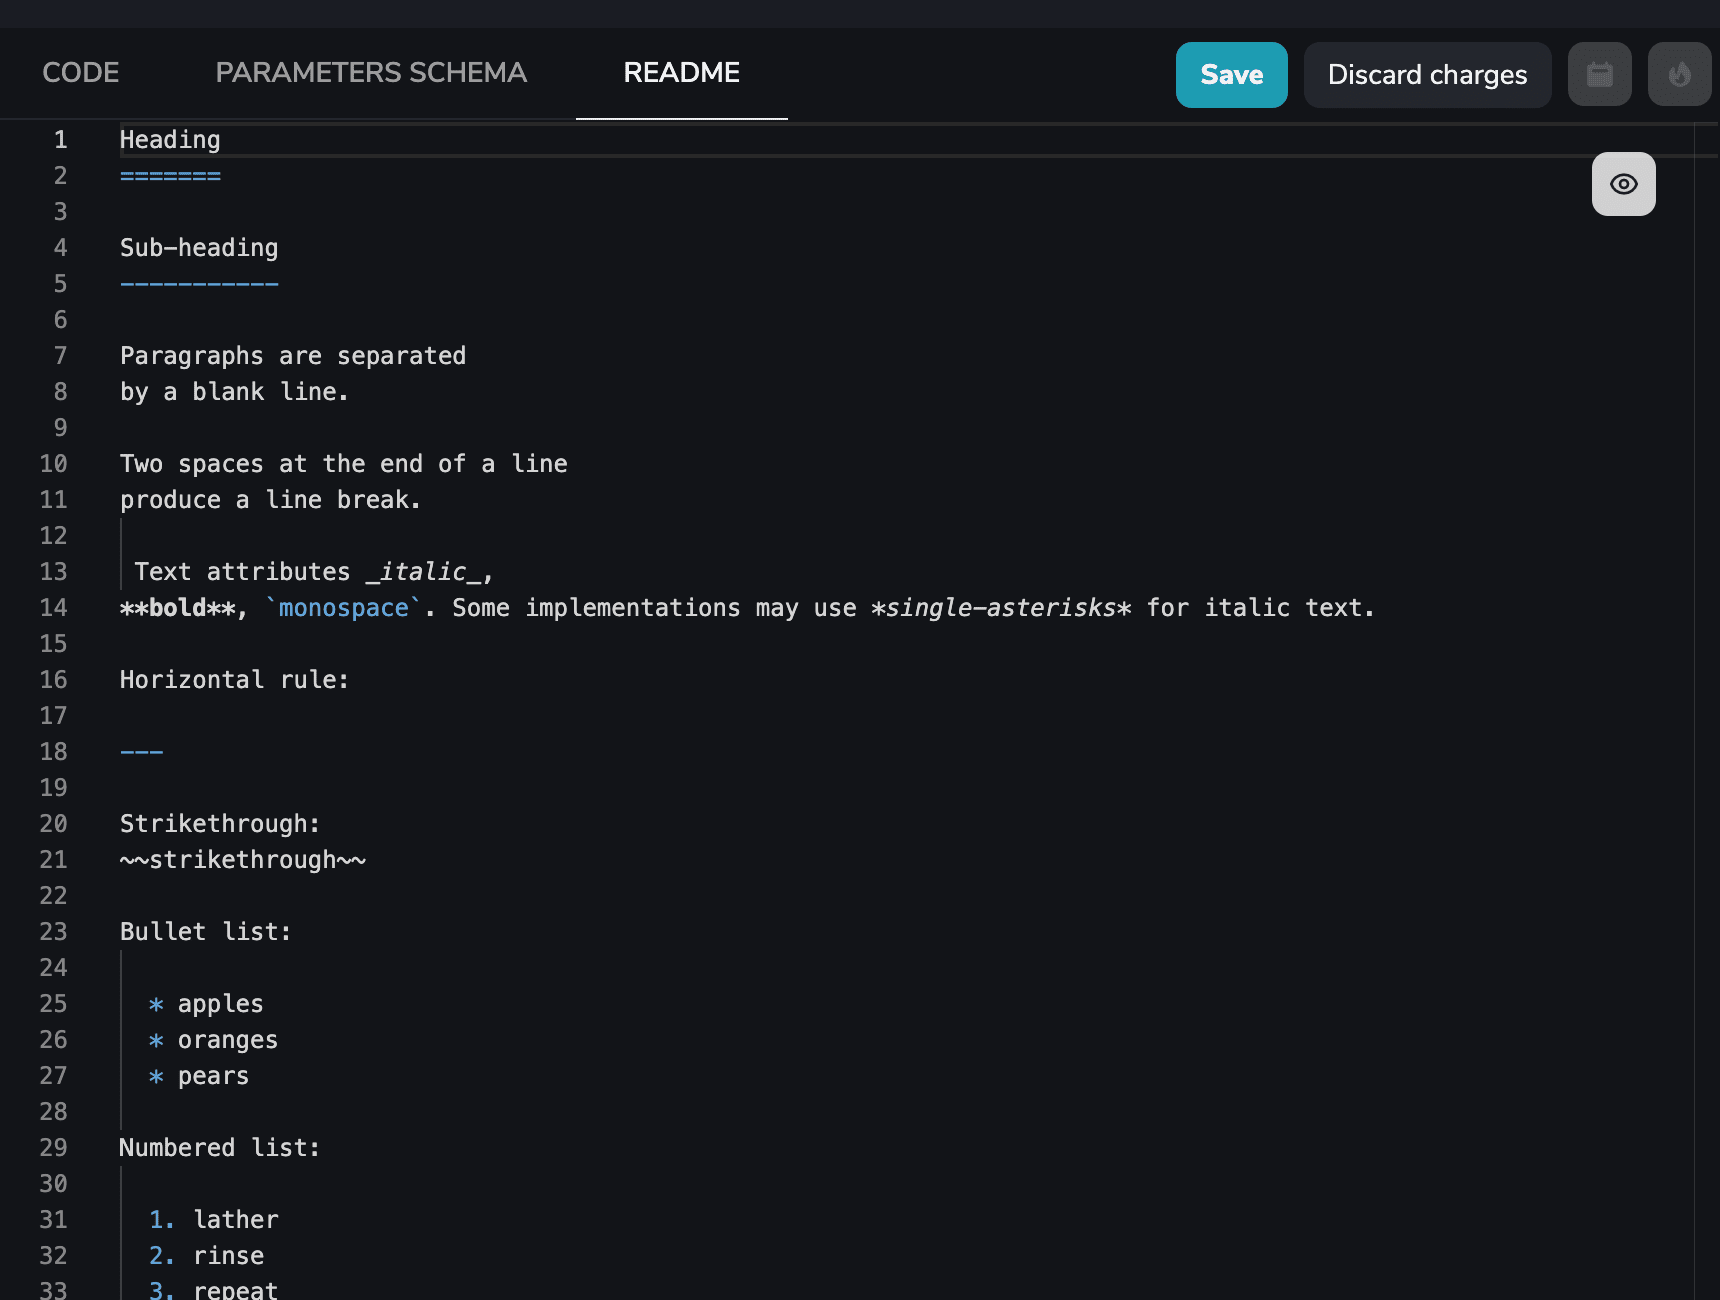 CODE PARAMETERS SCHEMA README Save Discard charges
1 Heading
2 =======
3
4 Sub-heading
5 -----------
6
7 Paragraphs are separated
8 by a blank line.
9
10 Two spaces at the end of a line
11 produce a line break.
12
13 Text attributes _italic_,
14 **bold**, `monospace`. Some implementations may use *single-asterisks* for italic text.
15
16 Horizontal rule:
17
18 ---
19
20 Strikethrough:
21 ~~strikethrough~~
22
23 Bullet list:
24
25 * apples
26 * oranges
27 * pears
28
29 Numbered list:
30
31 1. lather
32 2. rinse
33 3. repeat